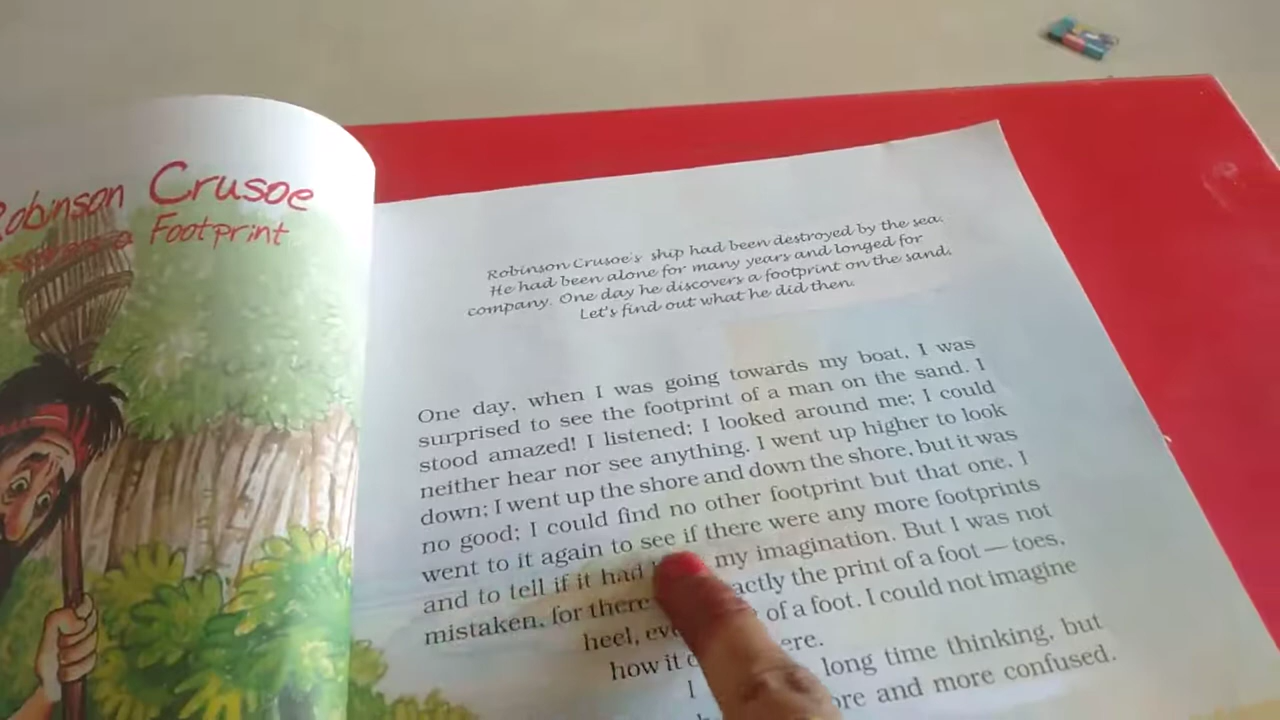 Robinson Crusoe
a Footprint
Robinson Crusoe's ship had been destroyed by the sea.
He had been alone for many years and longed for
company. One day he discovers a footprint on the sand.
Let's find out what he did then.
One day, when I was going towards my boat, I was
surprised to see the footprint of a man on the sand. I
stood amazed! I listened; I looked around me; I could
neither hear nor see anything. I went up higher to look
down; I went up the shore and down the shore, but it was
no good; I could find no other footprint but that one. I
went to it again to see if there were any more footprints
and to tell if it had my imagination. But I was not
mistaken, for there actly the print of a foot — toes,
heel, ev of a foot. I could not imagine
how it c ere.
I long time thinking, but
ore and more confused.